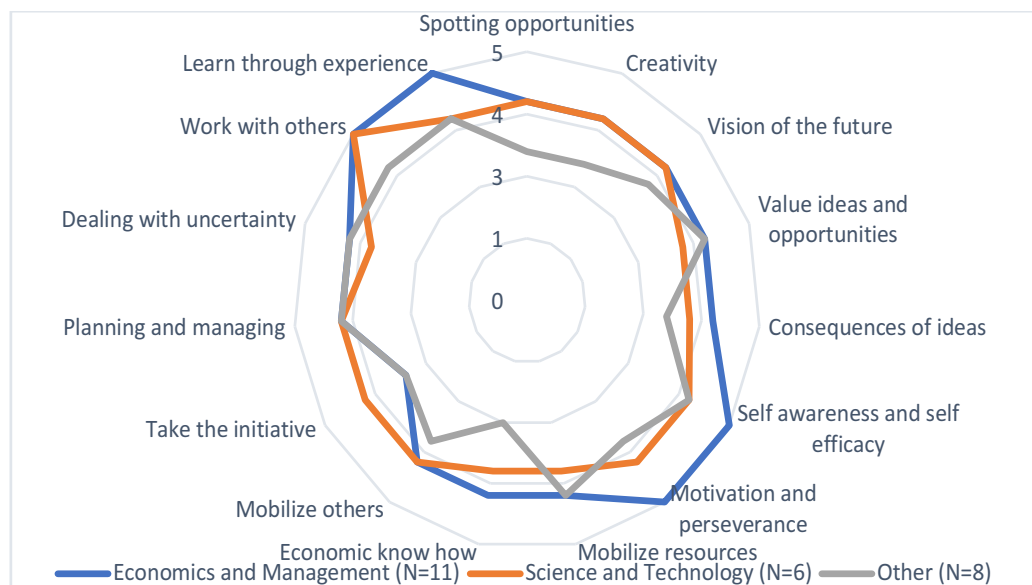 Spotting opportunities
Creativity
Vision of the future
Value ideas and
opportunities
Consequences of ideas
Self awareness and self
efficacy
Motivation and
perseverance
Mobilize resources
Economic know how
Mobilize others
Take the initiative
Planning and managing
Dealing with uncertainty
Work with others
Learn through experience
5
4
3
1
0
Economics and Management (N=11)
Science and Technology (N=6)
Other (N=8)